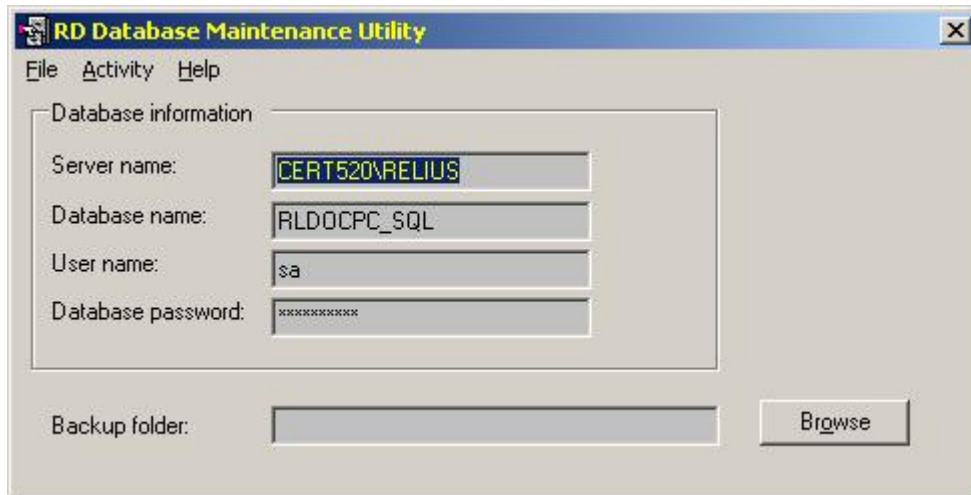 RD Database Maintenance Utility
File Activity Help
Database information
Server name: CERT520\RELIUS
Database name: RLDOCPC_SQL
User name: sa
Database password: **********
Backup folder: Browse